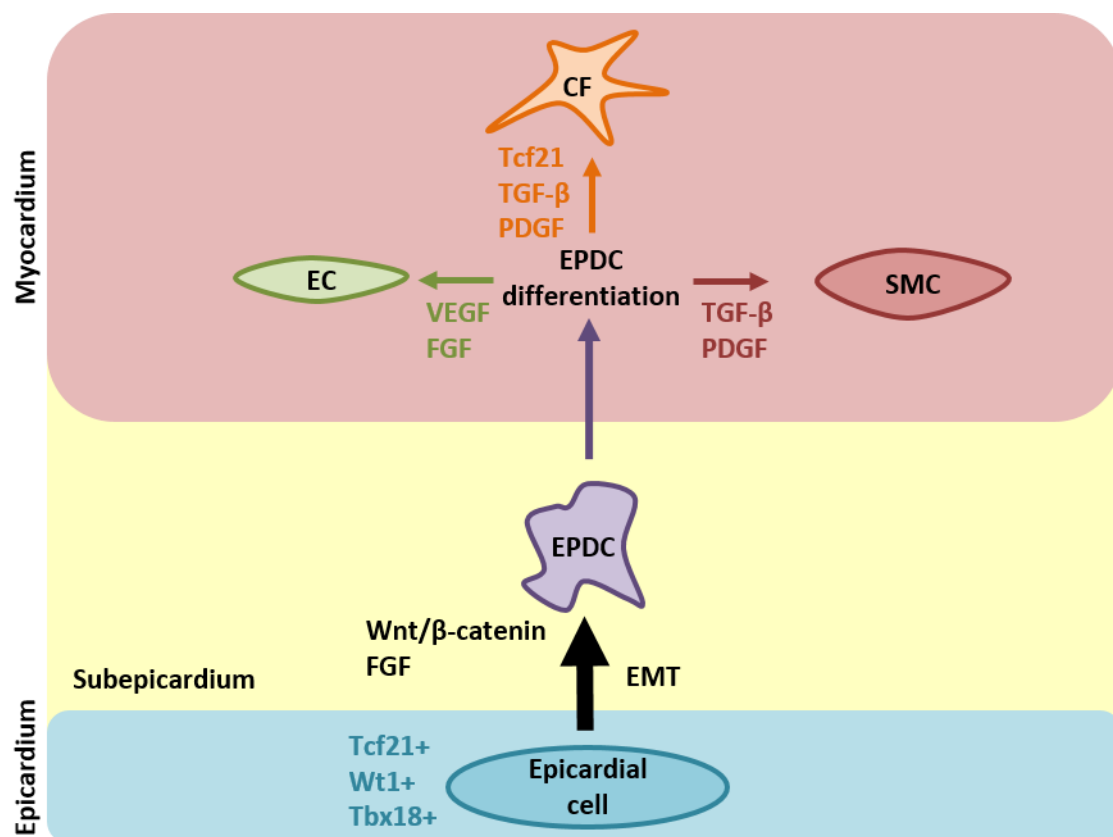 Myocardium
CF
Tcf21
TGF-β
PDGF
EPDC
differentiation
EC
VEGF
FGF
SMC
TGF-β
PDGF
EPDC
Wnt/β-catenin
FGF
EMT
Subepicardium
Epicardium
Tcf21+
Wt1+
Tbx18+
Epicardial
cell